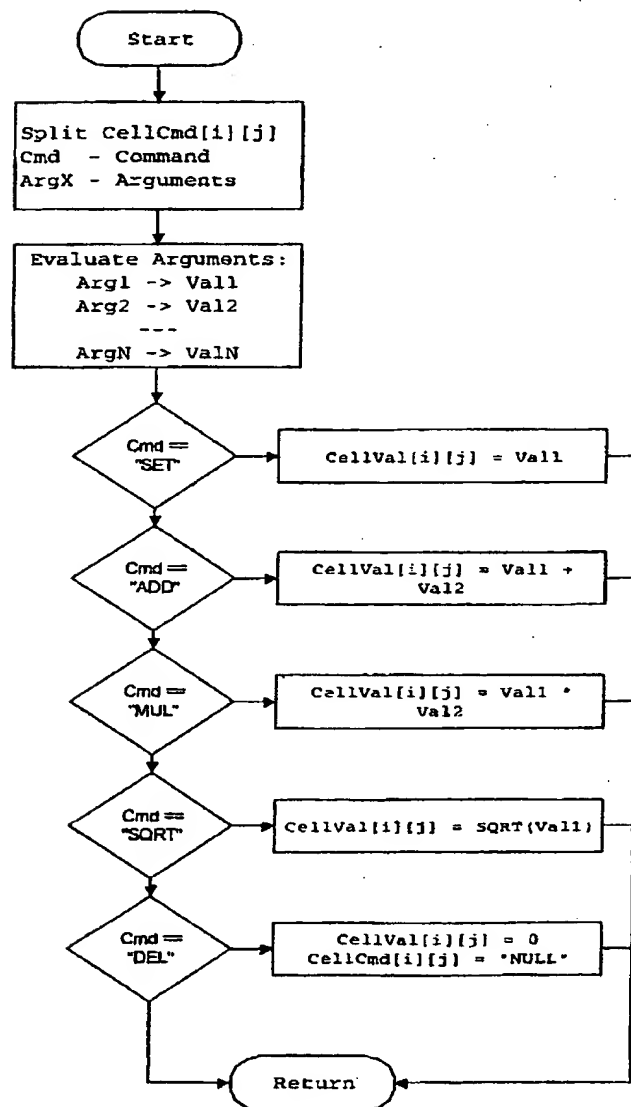 Start
Split CellCmd[i][j]
Cmd - Command
ArgX - Arguments
Evaluate Arguments:
Arg1 -> Val1
Arg2 -> Val2
---
ArgN -> ValN
Cmd ==
"SET"
CellVal[i][j] = Val1
Cmd ==
"ADD"
CellVal[i][j] = Val1 +
Val2
Cmd ==
"MUL"
CellVal[i][j] = Val1 *
Val2
Cmd ==
"SQRT"
CellVal[i][j] = SQRT(Val1)
Cmd ==
"DEL"
CellVal[i][j] = 0
CellCmd[i][j] = "NULL"
Return